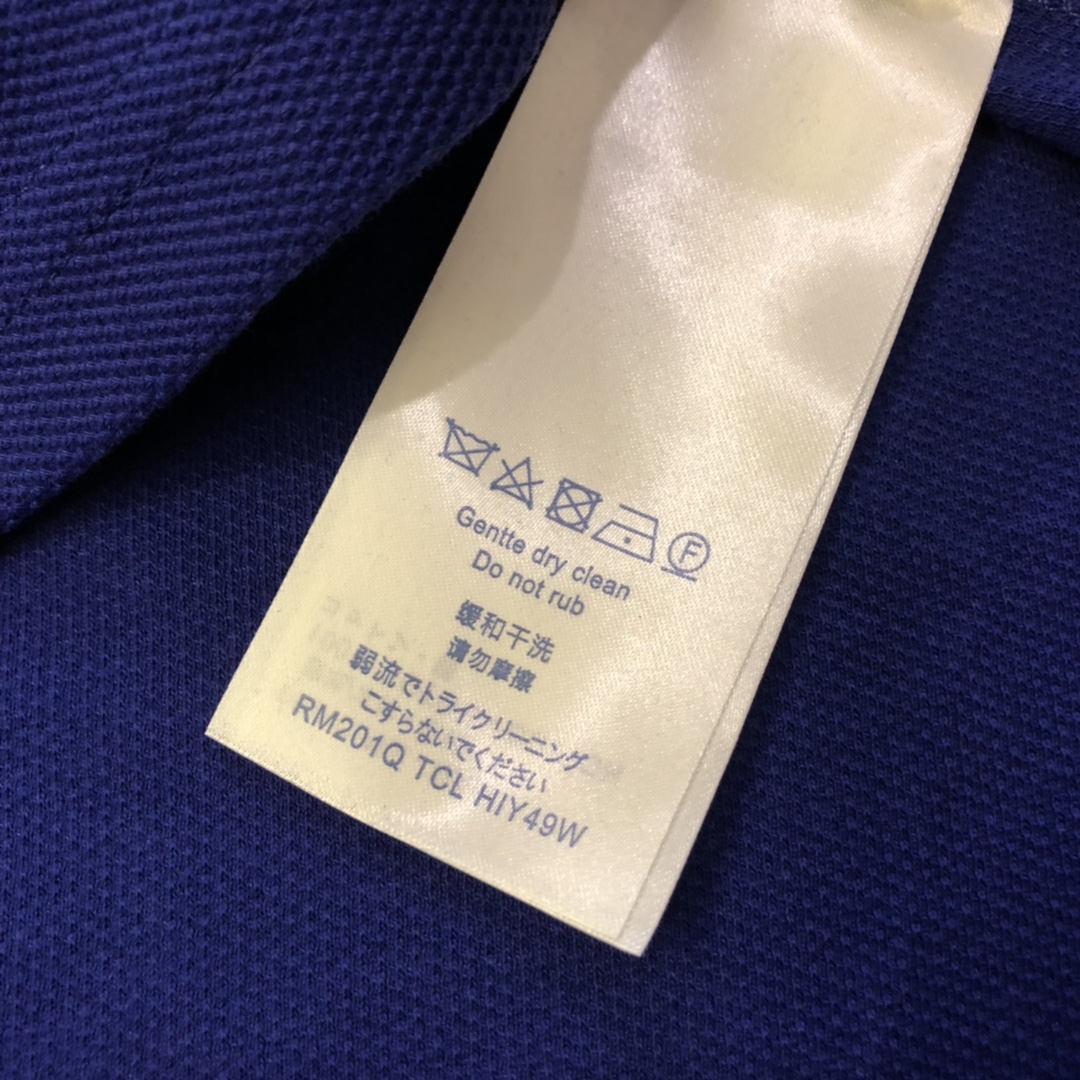 F
Gentte dry clean
Do not rub
缓和干洗
请勿摩擦
弱流でトライクリーニング
こすらないでください
RM201Q TCL HIY49W